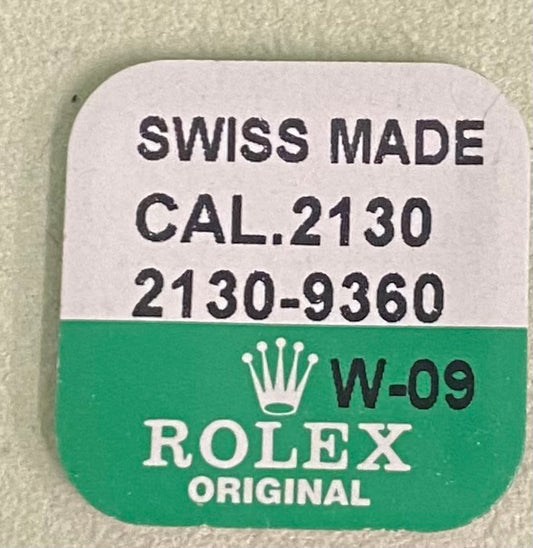 SWISS MADE
CAL.2130
2130-9360
W-09
ROLEX
ORIGINAL